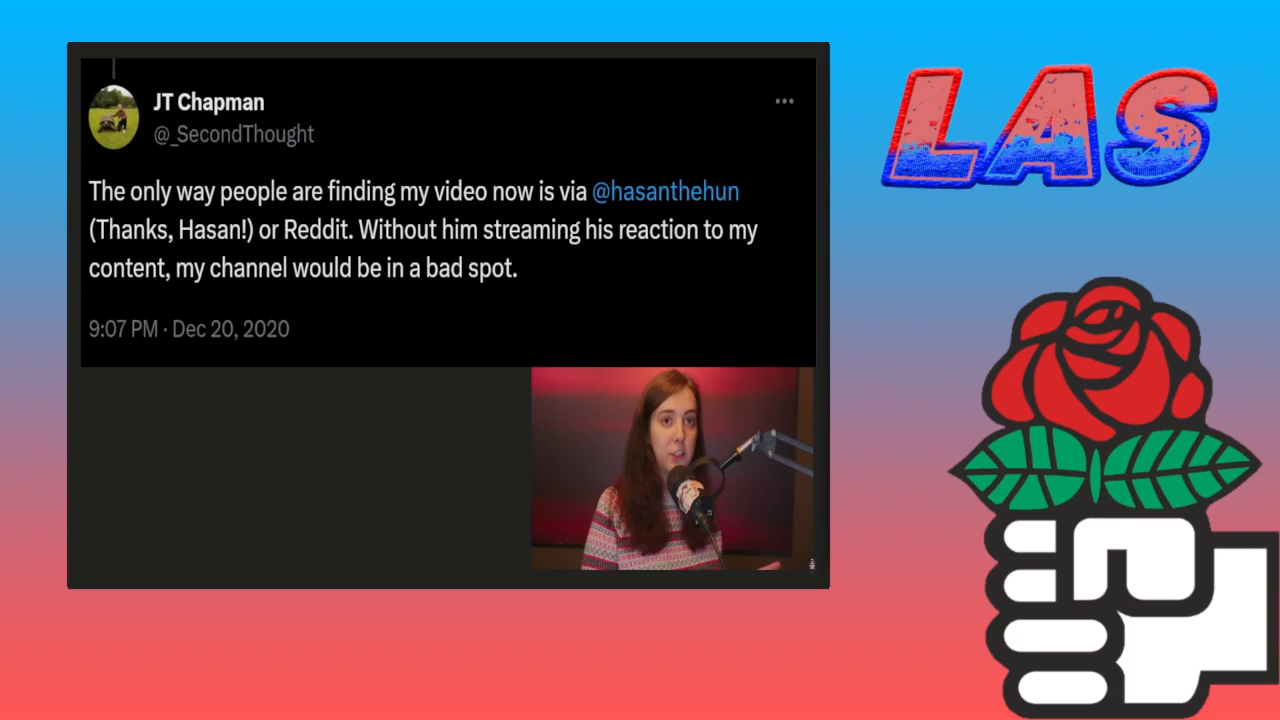 JT Chapman
@_SecondThought
The only way people are finding my video now is via @hasanthehun
(Thanks, Hasan!) or Reddit. Without him streaming his reaction to my
content, my channel would be in a bad spot.
9:07 PM · Dec 20, 2020
LAS